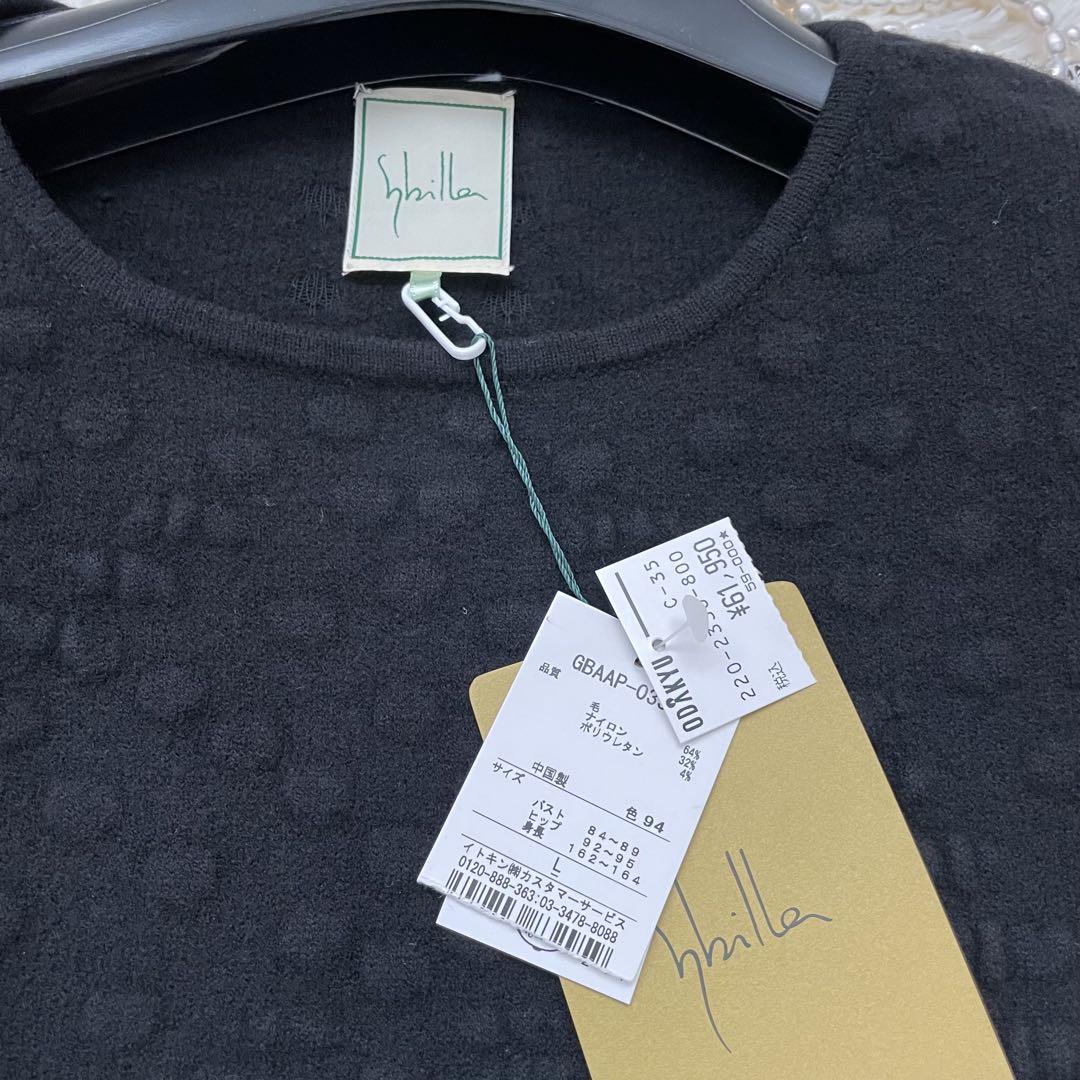 Sybilla
ODAKYU
C-35
220-23
-800
¥61,950
59-000★
税込
品質 GBAAP-03
毛 64%
ナイロン 32%
ポリウレタン 4%
中国製
サイズ 色 94
バスト 84~89
ヒップ 92~95
身長 162~164
L
イトキン㈱カスタマーサービス
0120-888-363:03-3478-8088
Sybilla